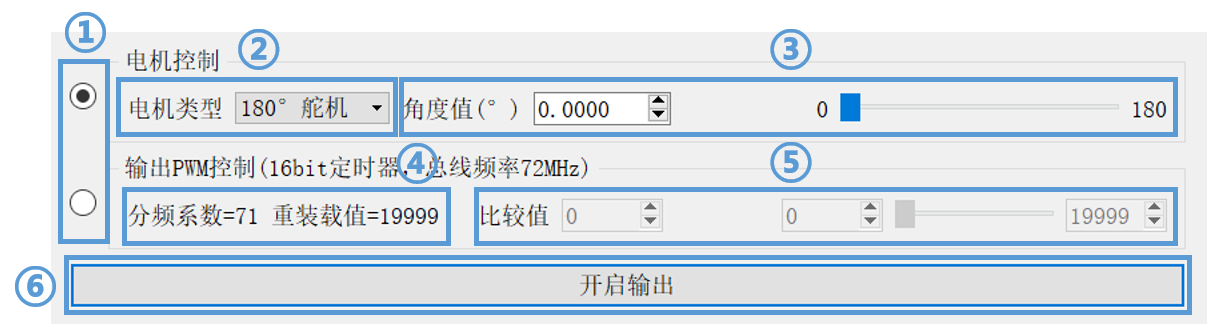 ① ② ③
电机控制
电机类型 180°舵机 角度值(°) 0.0000 0 180
④ ⑤
输出PWM控制(16bit定时器，总线频率72MHz)
分频系数=71 重装载值=19999 比较值 0 0 19999
⑥ 开启输出